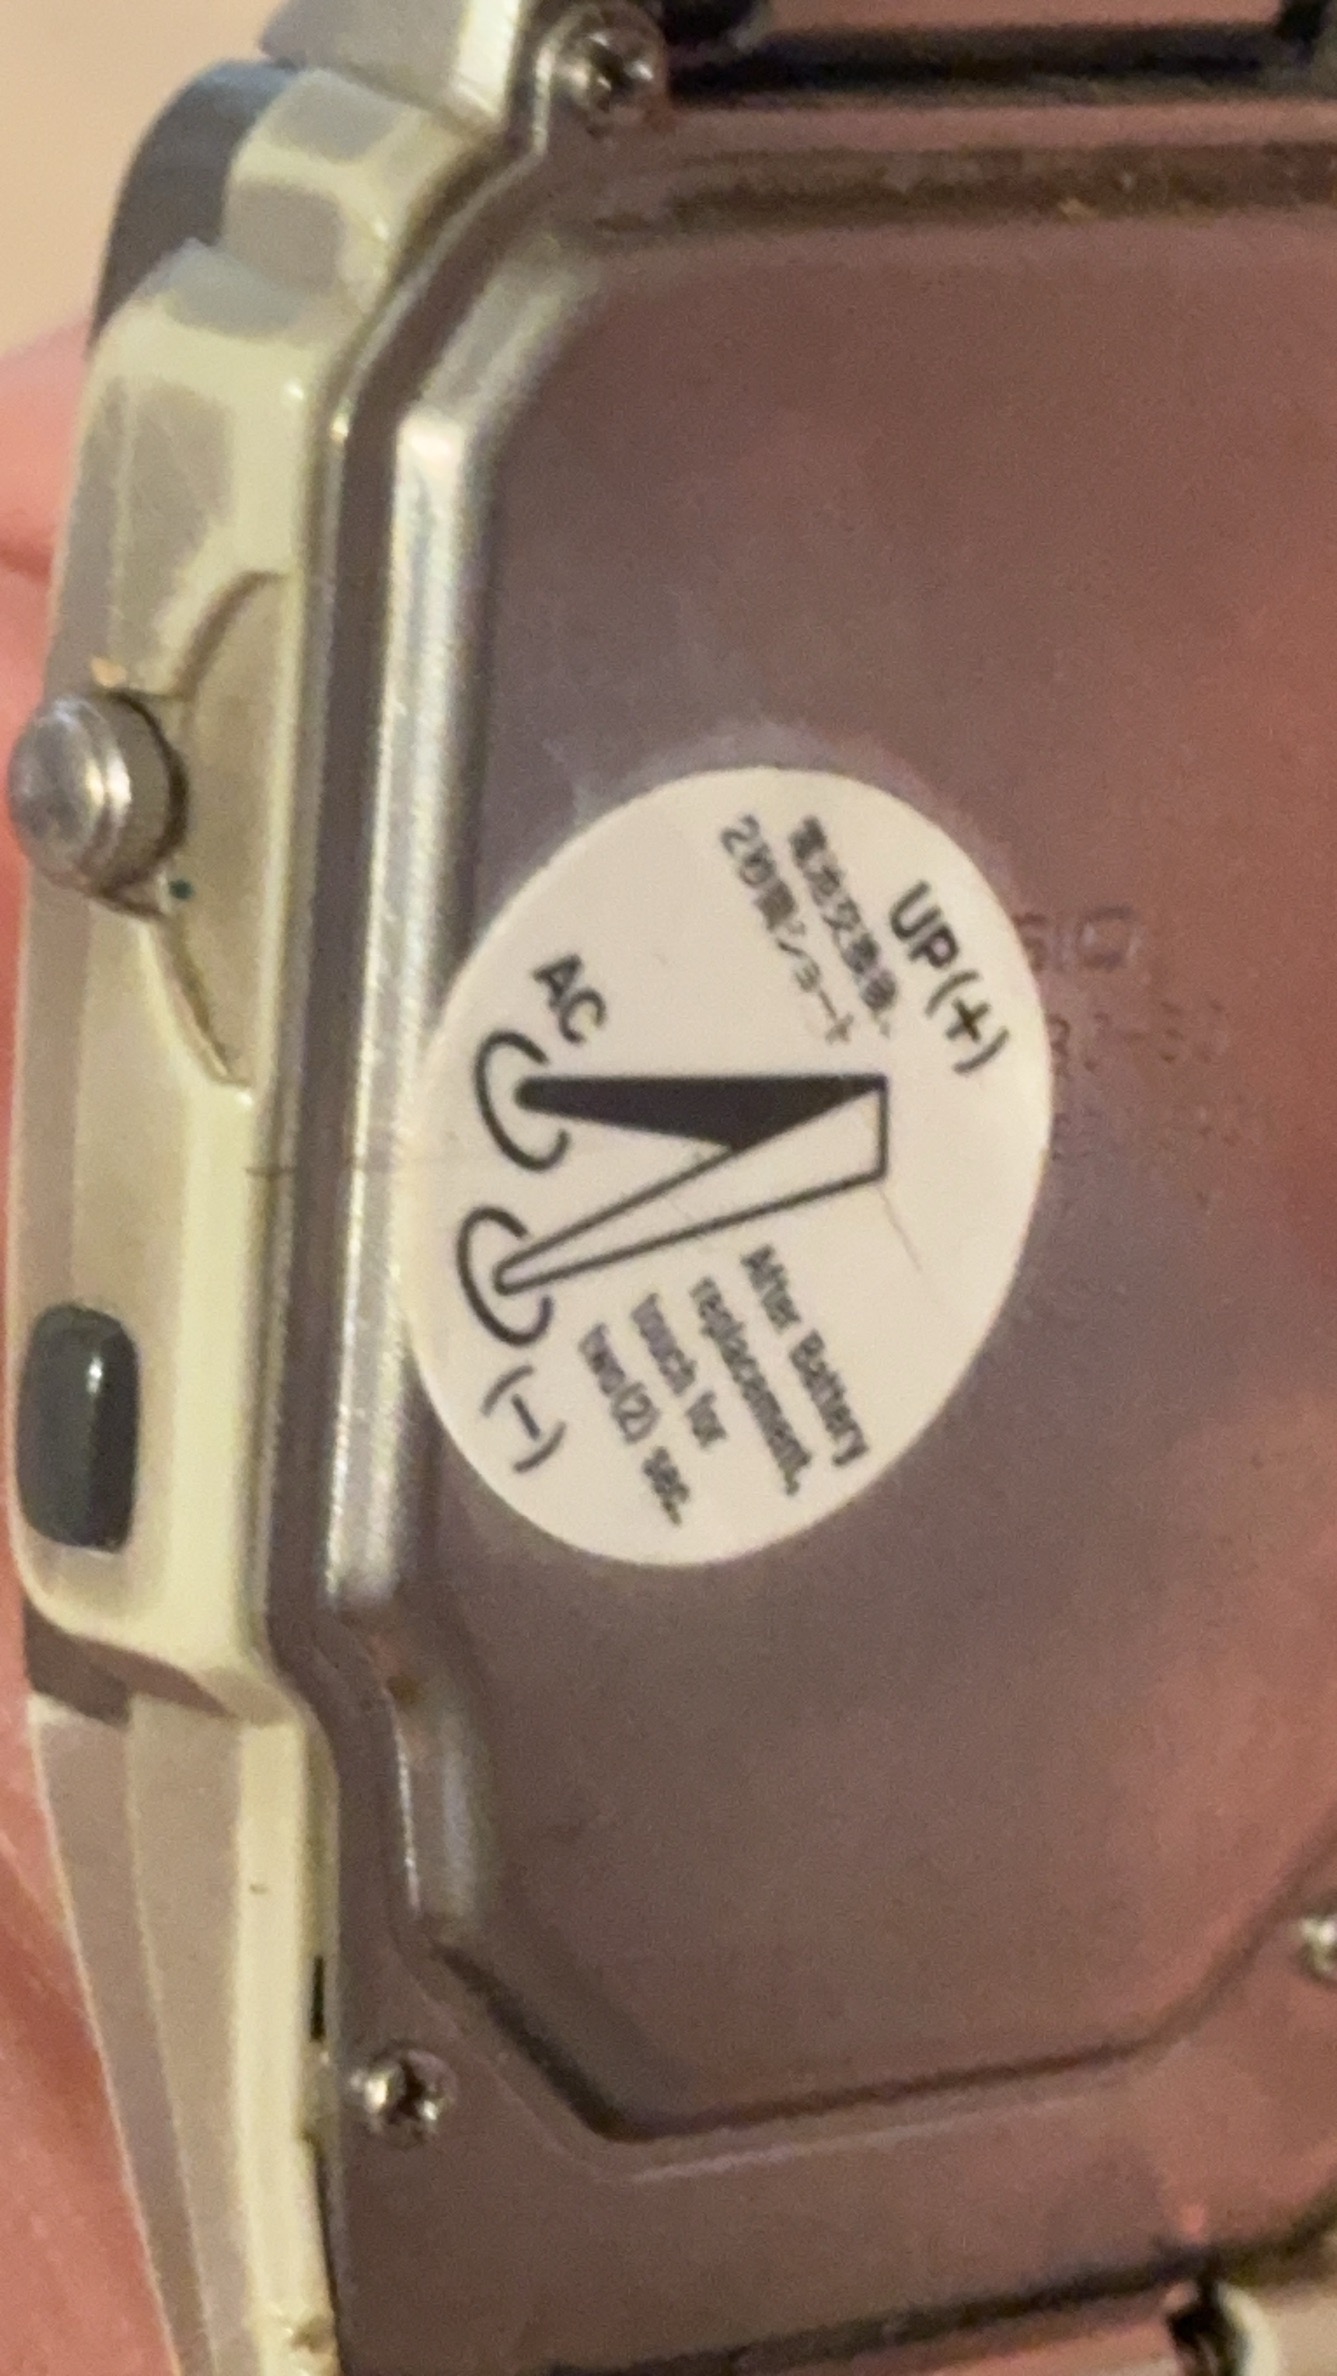 UP(+)
電池交換後、
2秒間ショート
AC
(−)
After Battery
replacement,
touch for
two(2) sec.